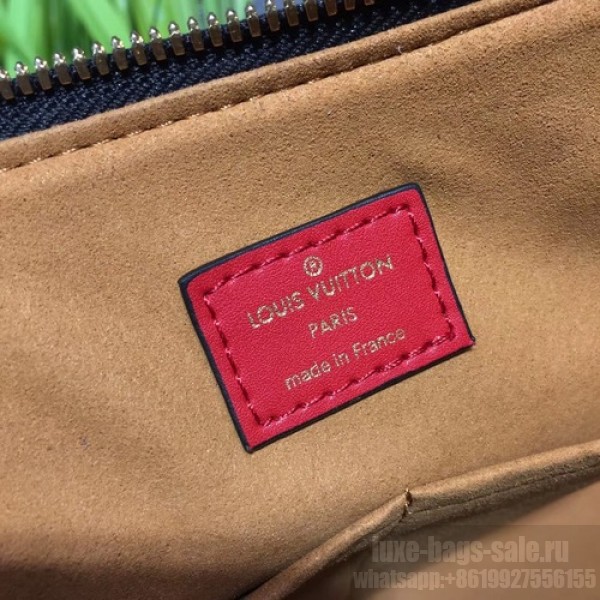 ®
LOUIS VUITTON
PARIS
made in France
luxe-bags-sale.ru
whatsapp:+8619927556155